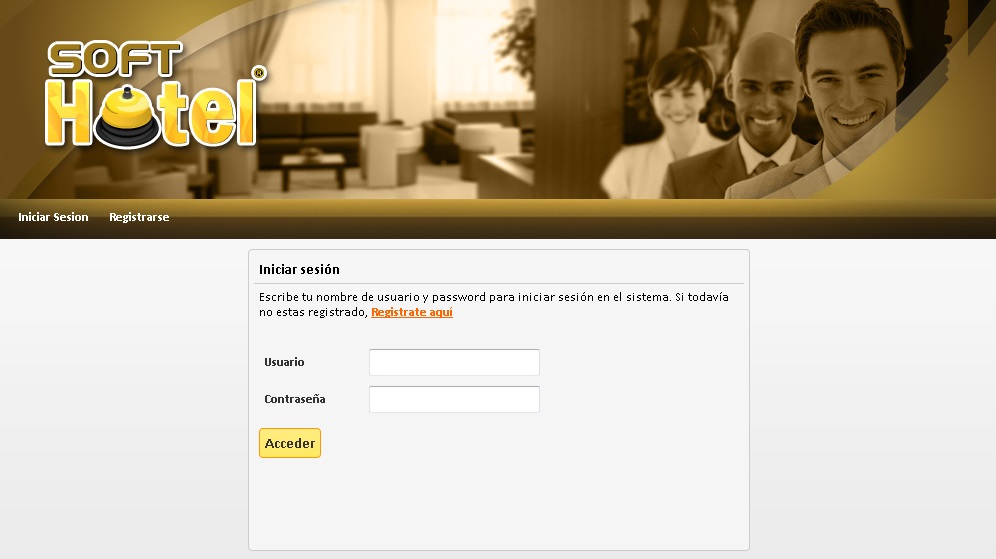 SOFT
Hotel®
Iniciar Sesion Registrarse
Iniciar sesión
Escribe tu nombre de usuario y password para iniciar sesión en el sistema. Si todavía
no estas registrado, Registrate aquí
Usuario
Contraseña
Acceder